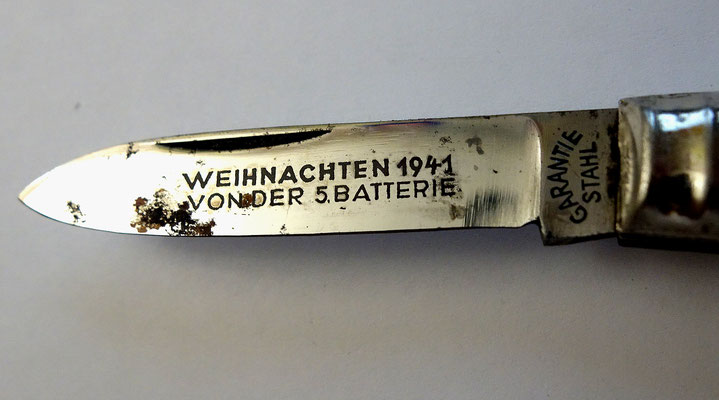 WEIHNACHTEN 1941
VON DER 5. BATTERIE
GARANTIE
STAHL